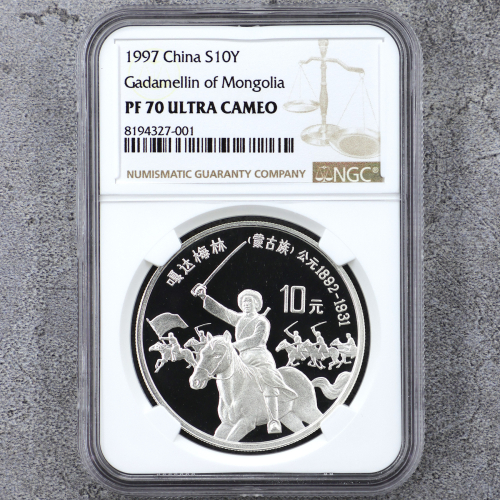 1997 China S10Y
Gadamellin of Mongolia
PF 70 ULTRA CAMEO
8194327-001
NUMISMATIC GUARANTY COMPANY
NGC
嘎达梅林
(蒙古族)
公元1892-1931
10元